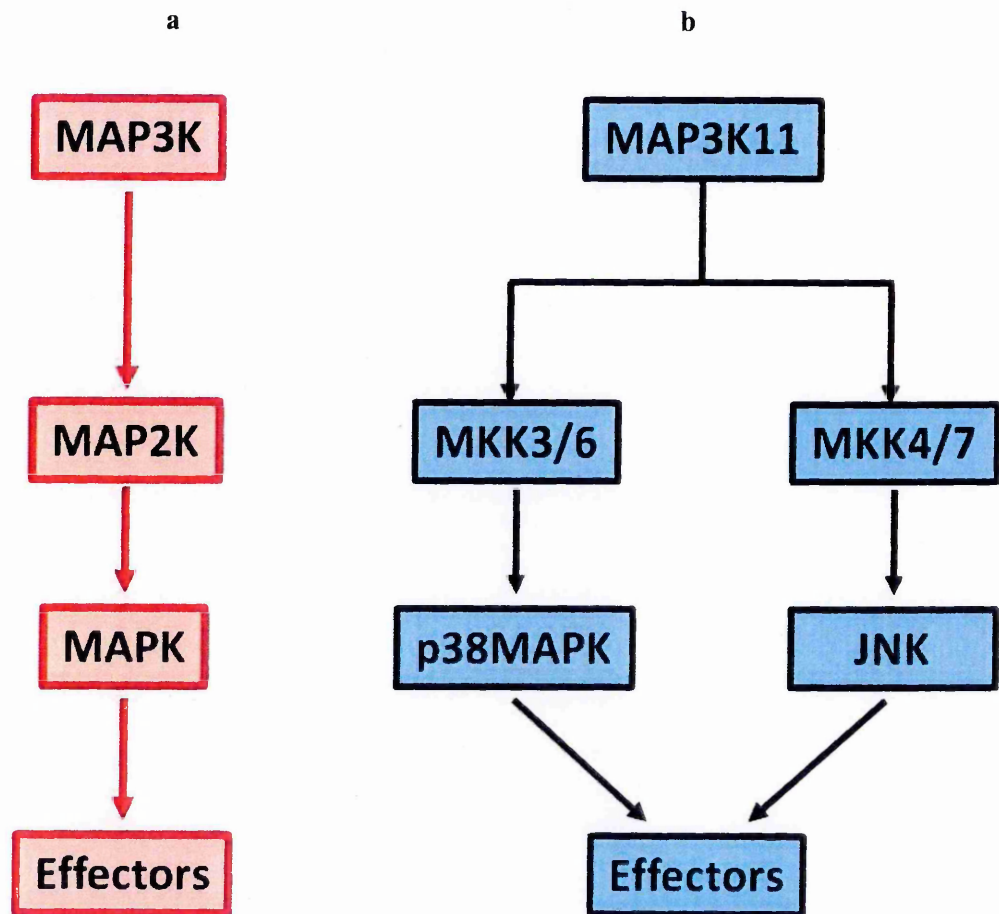 a
b
MAP3K
MAP3K11
MAP2K
MKK3/6
MKK4/7
MAPK
p38MAPK
JNK
Effectors
Effectors